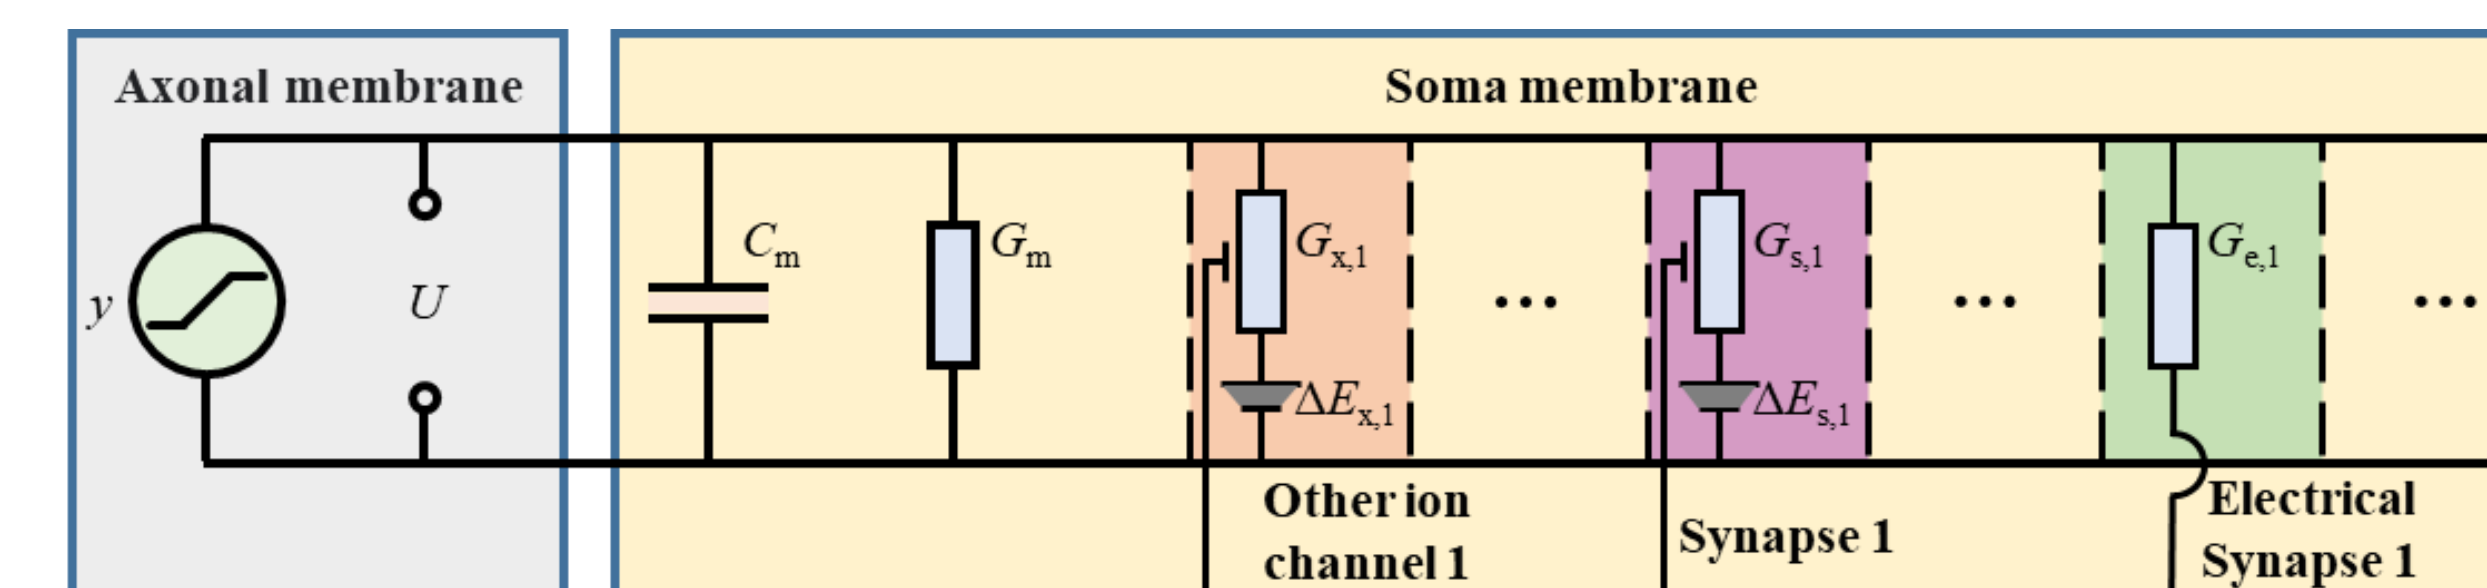 Axonal membrane
Soma membrane
y
U
Cm
Gm
Gx,1
ΔEx,1
...
Gs,1
ΔEs,1
...
Ge,1
...
Other ion
channel 1
Synapse 1
Electrical
Synapse 1